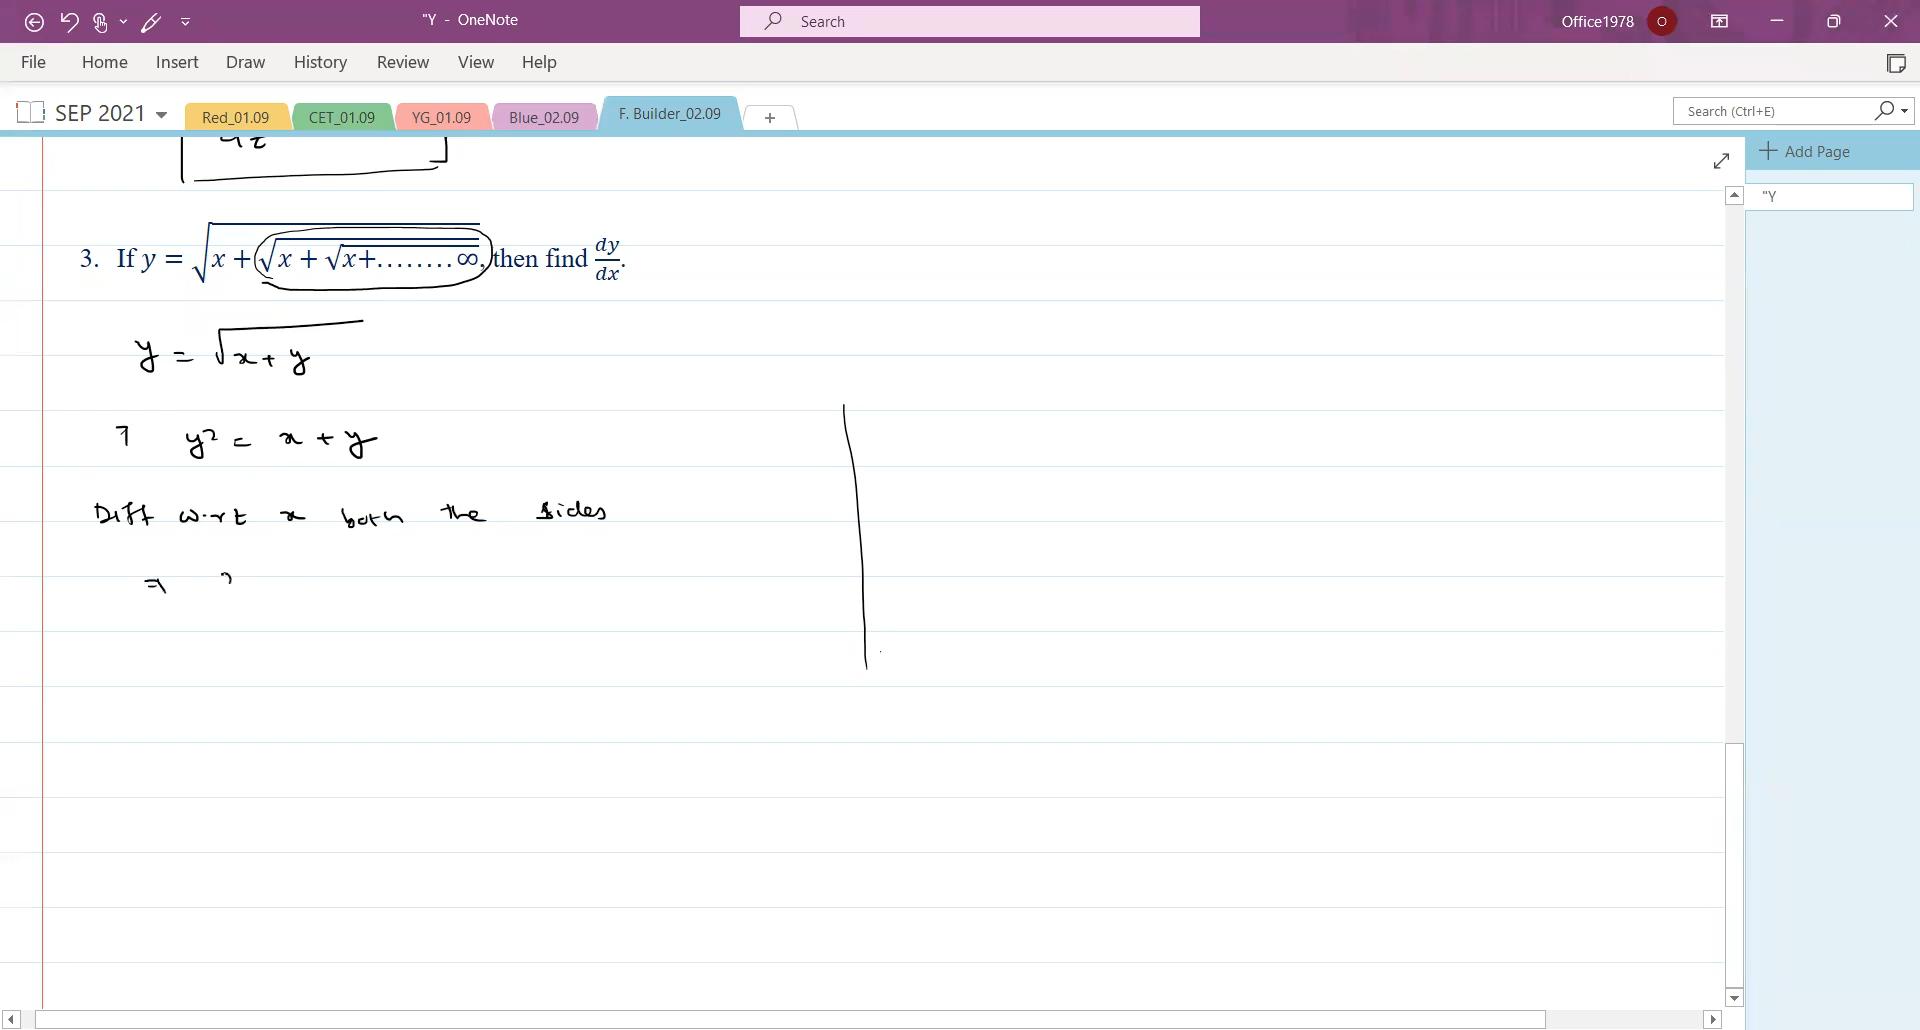 "Y - OneNote
Search
Office1978
O
File Home Insert Draw History Review View Help
SEP 2021
Red_01.09
CET_01.09
YG_01.09
Blue_02.09
F. Builder_02.09
+
Search (Ctrl+E)
Add Page
"Y
3. If y = √(x + √(x + √(x+........∞, then find dy/dx.
y = √(x + y)
y² = x + y
Diff w.r.t x both the sides
⇒